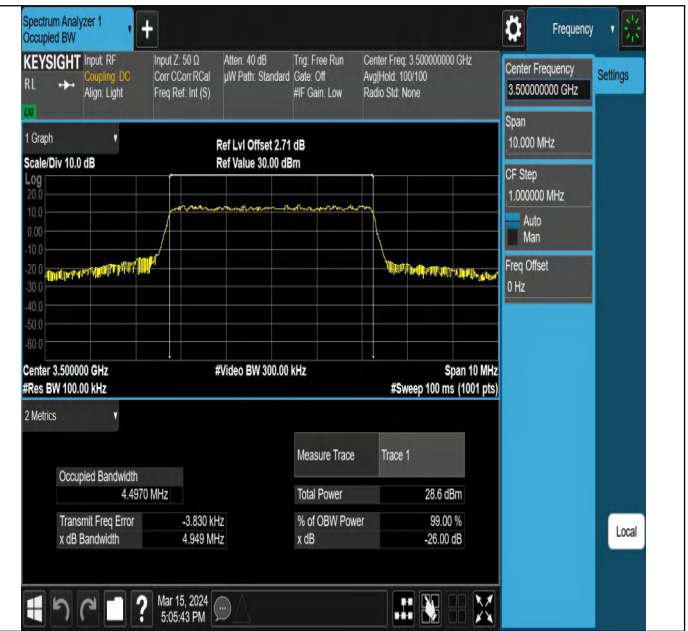 Spectrum Analyzer 1
Occupied BW
+
Frequency
KEYSIGHT
RL
Input: RF
Coupling: DC
Align: Light
Input Z: 50 Ω
Corr CCorr RCal
Freq Ref: Int (S)
Atten: 40 dB
µW Path: Standard
Trig: Free Run
Gate: Off
#IF Gain: Low
Center Freq: 3.500000000 GHz
Avg|Hold: 100/100
Radio Std: None
1 Graph
Scale/Div 10.0 dB
Ref Lvl Offset 2.71 dB
Ref Value 30.00 dBm
Log
20.0
10.0
0.00
-10.0
-20.0
-30.0
-40.0
-50.0
-60.0
Center 3.500000 GHz
#Res BW 100.00 kHz
#Video BW 300.00 kHz
Span 10 MHz
#Sweep 100 ms (1001 pts)
2 Metrics
Measure Trace Trace 1
Occupied Bandwidth
4.4970 MHz
Total Power 28.6 dBm
Transmit Freq Error -3.830 kHz
% of OBW Power 99.00 %
x dB Bandwidth 4.949 MHz
x dB -26.00 dB
Center Frequency
3.500000000 GHz
Settings
Span
10.000 MHz
CF Step
1.000000 MHz
Auto
Man
Freq Offset
0 Hz
Local
?
Mar 15, 2024
5:05:43 PM